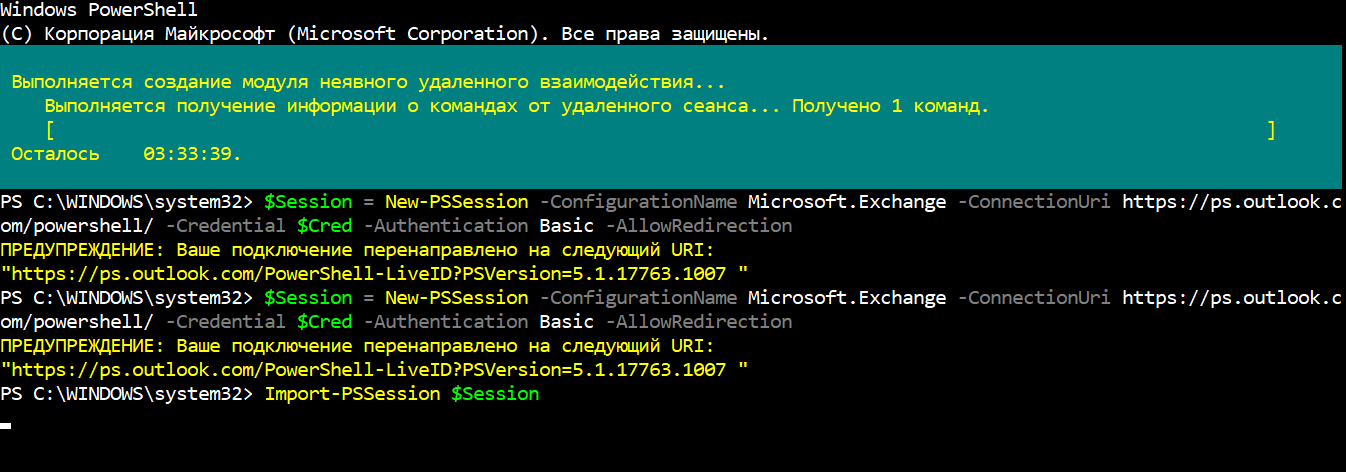 Windows PowerShell
(C) Корпорация Майкрософт (Microsoft Corporation). Все права защищены.
Выполняется создание модуля неявного удаленного взаимодействия...
Выполняется получение информации о командах от удаленного сеанса... Получено 1 команд.
[ ]
Осталось 03:33:39.
PS C:\WINDOWS\system32> $Session = New-PSSession -ConfigurationName Microsoft.Exchange -ConnectionUri https://ps.outlook.c
om/powershell/ -Credential $Cred -Authentication Basic -AllowRedirection
ПРЕДУПРЕЖДЕНИЕ: Ваше подключение перенаправлено на следующий URI:
"https://ps.outlook.com/PowerShell-LiveID?PSVersion=5.1.17763.1007 "
PS C:\WINDOWS\system32> $Session = New-PSSession -ConfigurationName Microsoft.Exchange -ConnectionUri https://ps.outlook.c
om/powershell/ -Credential $Cred -Authentication Basic -AllowRedirection
ПРЕДУПРЕЖДЕНИЕ: Ваше подключение перенаправлено на следующий URI:
"https://ps.outlook.com/PowerShell-LiveID?PSVersion=5.1.17763.1007 "
PS C:\WINDOWS\system32> Import-PSSession $Session